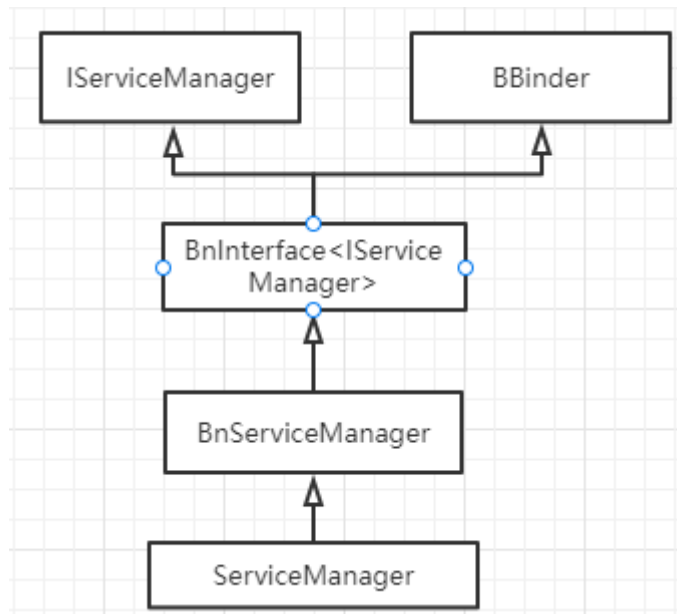 IServiceManager
BBinder
BnInterface<IService
Manager>
BnServiceManager
ServiceManager